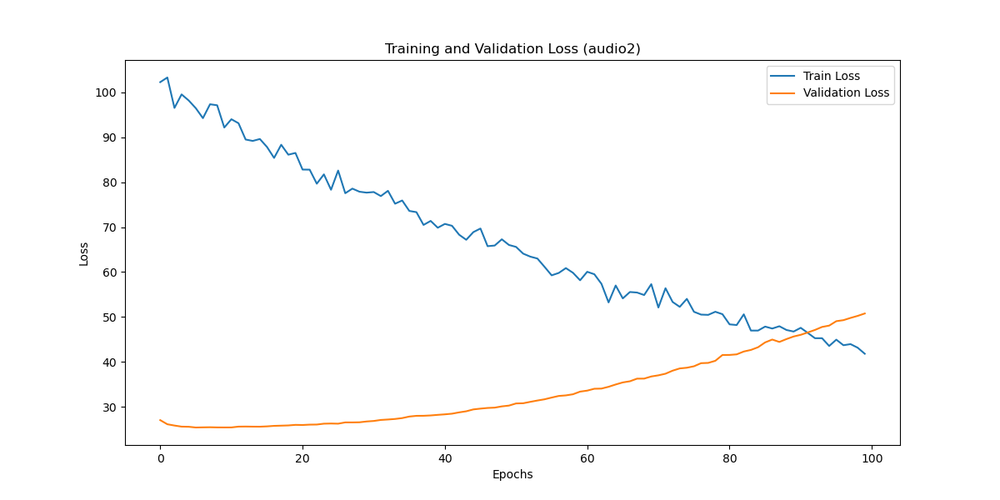 Training and Validation Loss (audio2)
Train Loss
Validation Loss
Loss
100
90
80
70
60
50
40
30
0 20 40 60 80 100
Epochs